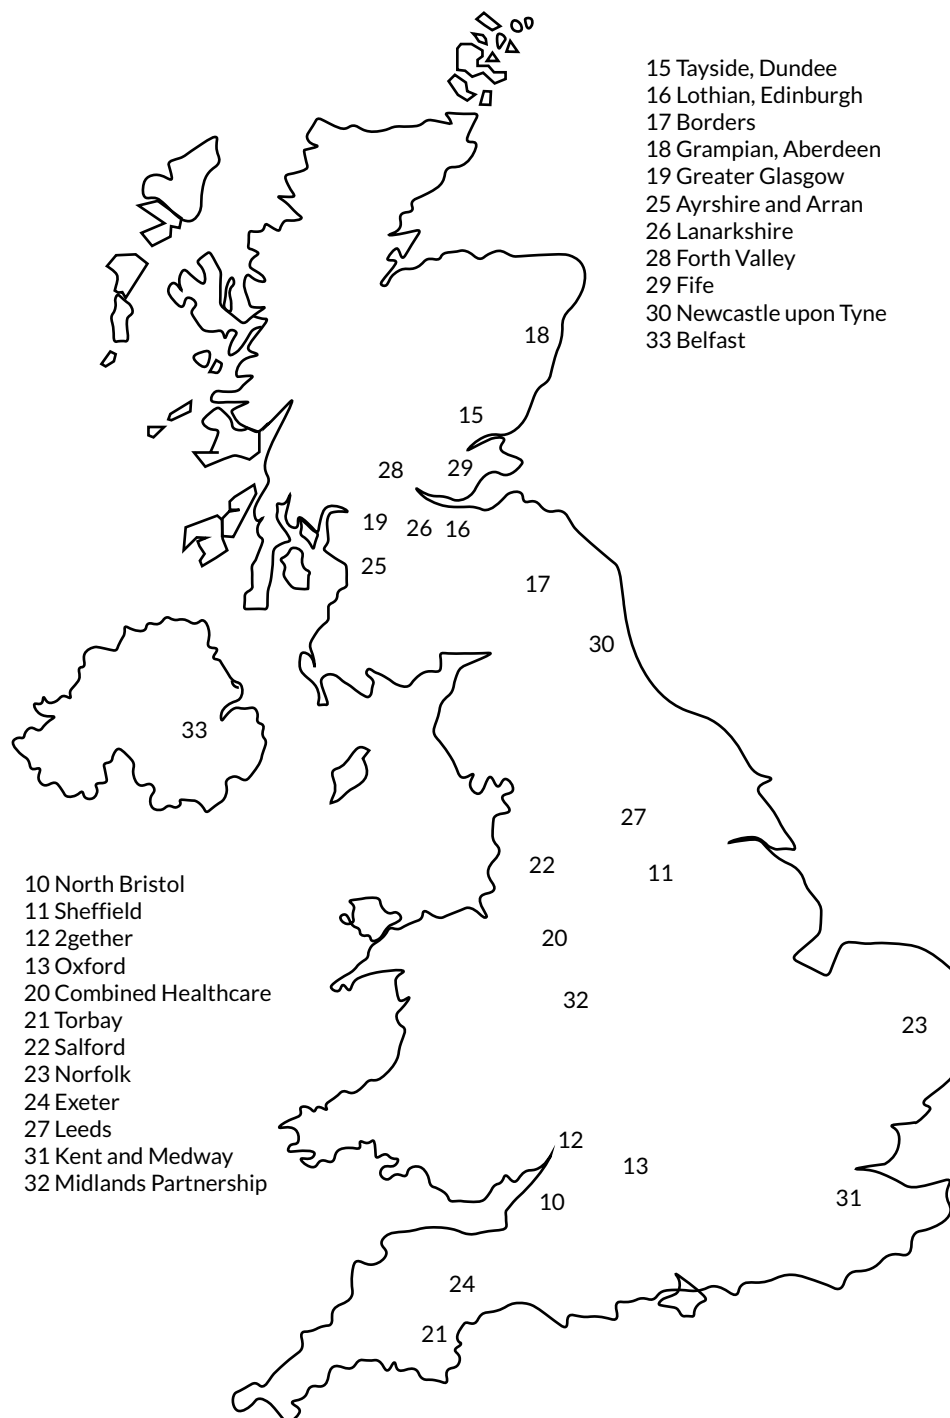 15 Tayside, Dundee
16 Lothian, Edinburgh
17 Borders
18 Grampian, Aberdeen
19 Greater Glasgow
25 Ayrshire and Arran
26 Lanarkshire
28 Forth Valley
29 Fife
30 Newcastle upon Tyne
33 Belfast
18
15
28
29
19
26
16
25
17
30
33
27
22
11
20
32
23
12
13
10
31
24
21
10 North Bristol
11 Sheffield
12 2gether
13 Oxford
20 Combined Healthcare
21 Torbay
22 Salford
23 Norfolk
24 Exeter
27 Leeds
31 Kent and Medway
32 Midlands Partnership